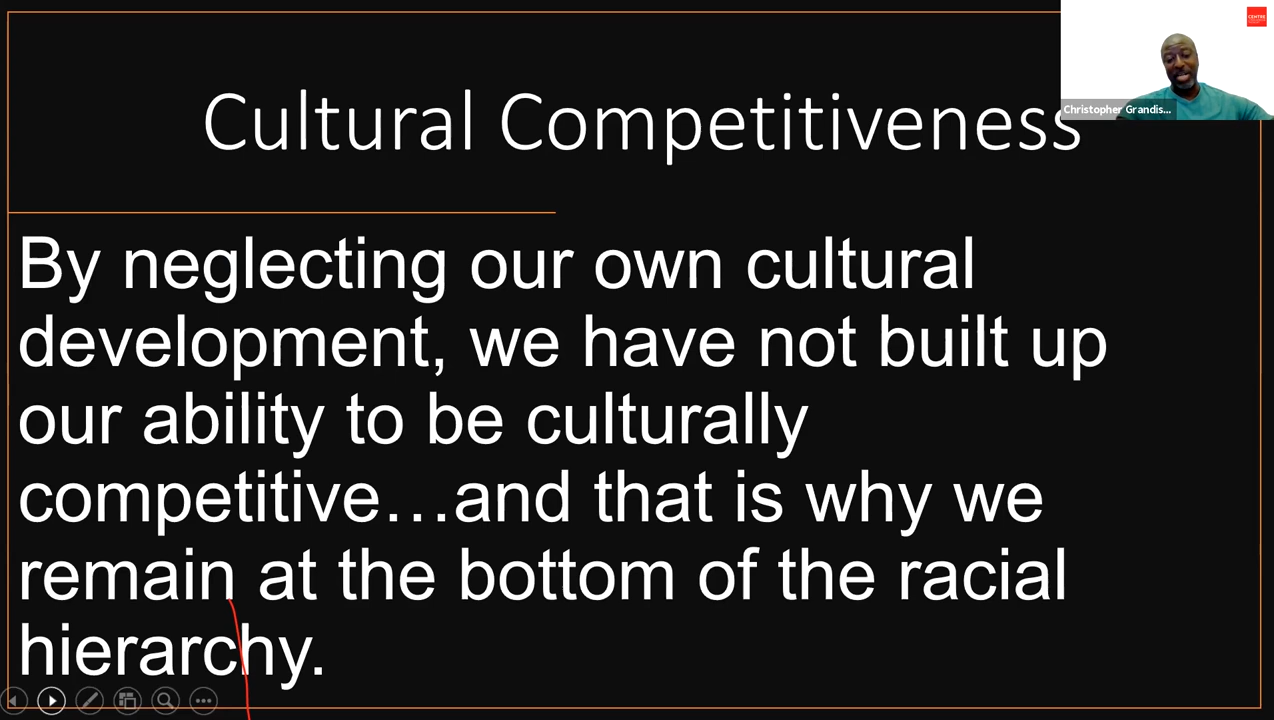 CENTRE
Cultural Competitiveness
Christopher Grandis...
By neglecting our own cultural
development, we have not built up
our ability to be culturally
competitive…and that is why we
remain at the bottom of the racial
hierarchy.